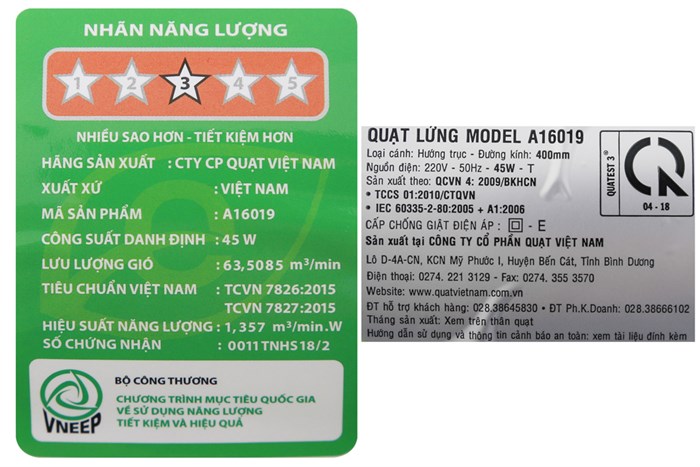 NHÃN NĂNG LƯỢNG
1 2 3 4 5
NHIỀU SAO HƠN - TIẾT KIỆM HƠN
HÃNG SẢN XUẤT : CTY CP QUẠT VIỆT NAM
XUẤT XỨ : VIỆT NAM
MÃ SẢN PHẨM : A16019
CÔNG SUẤT DANH ĐỊNH : 45 W
LƯU LƯỢNG GIÓ : 63,5085 m³/min
TIÊU CHUẨN VIỆT NAM : TCVN 7826:2015
TCVN 7827:2015
HIỆU SUẤT NĂNG LƯỢNG : 1,357 m³/min.W
SỐ CHỨNG NHẬN : 0011TNHS18/2
VNEEP
BỘ CÔNG THƯƠNG
CHƯƠNG TRÌNH MỤC TIÊU QUỐC GIA
VỀ SỬ DỤNG NĂNG LƯỢNG
TIẾT KIỆM VÀ HIỆU QUẢ
QUẠT LỬNG MODEL A16019
Loại cánh: Hướng trục - Đường kính: 400mm
Nguồn điện: 220V - 50Hz - 45W - T
Sản xuất theo: QCVN 4: 2009/BKHCN
* TCCS 01:2010/CTQVN
* IEC 60335-2-80:2005 + A1:2006
CẤP CHỐNG GIẬT ĐIỆN ÁP : - E
Sản xuất tại CÔNG TY CỔ PHẦN QUẠT VIỆT NAM
Lô D-4A-CN, KCN Mỹ Phước I, Huyện Bến Cát, Tỉnh Bình Dương
Điện thoại: 0274. 221 3129 - Fax: 0274. 355 3570
Website: www.quatvietnam.com.vn
ĐT hỗ trợ khách hàng: 028.38645830 • ĐT Ph.K.Doanh: 028.38666102
Tháng sản xuất: Xem trên thân quạt
Hướng dẫn sử dụng và thông tin cảnh báo an toàn: xem tài liệu đính kèm
QUATEST 3®
04 - 18